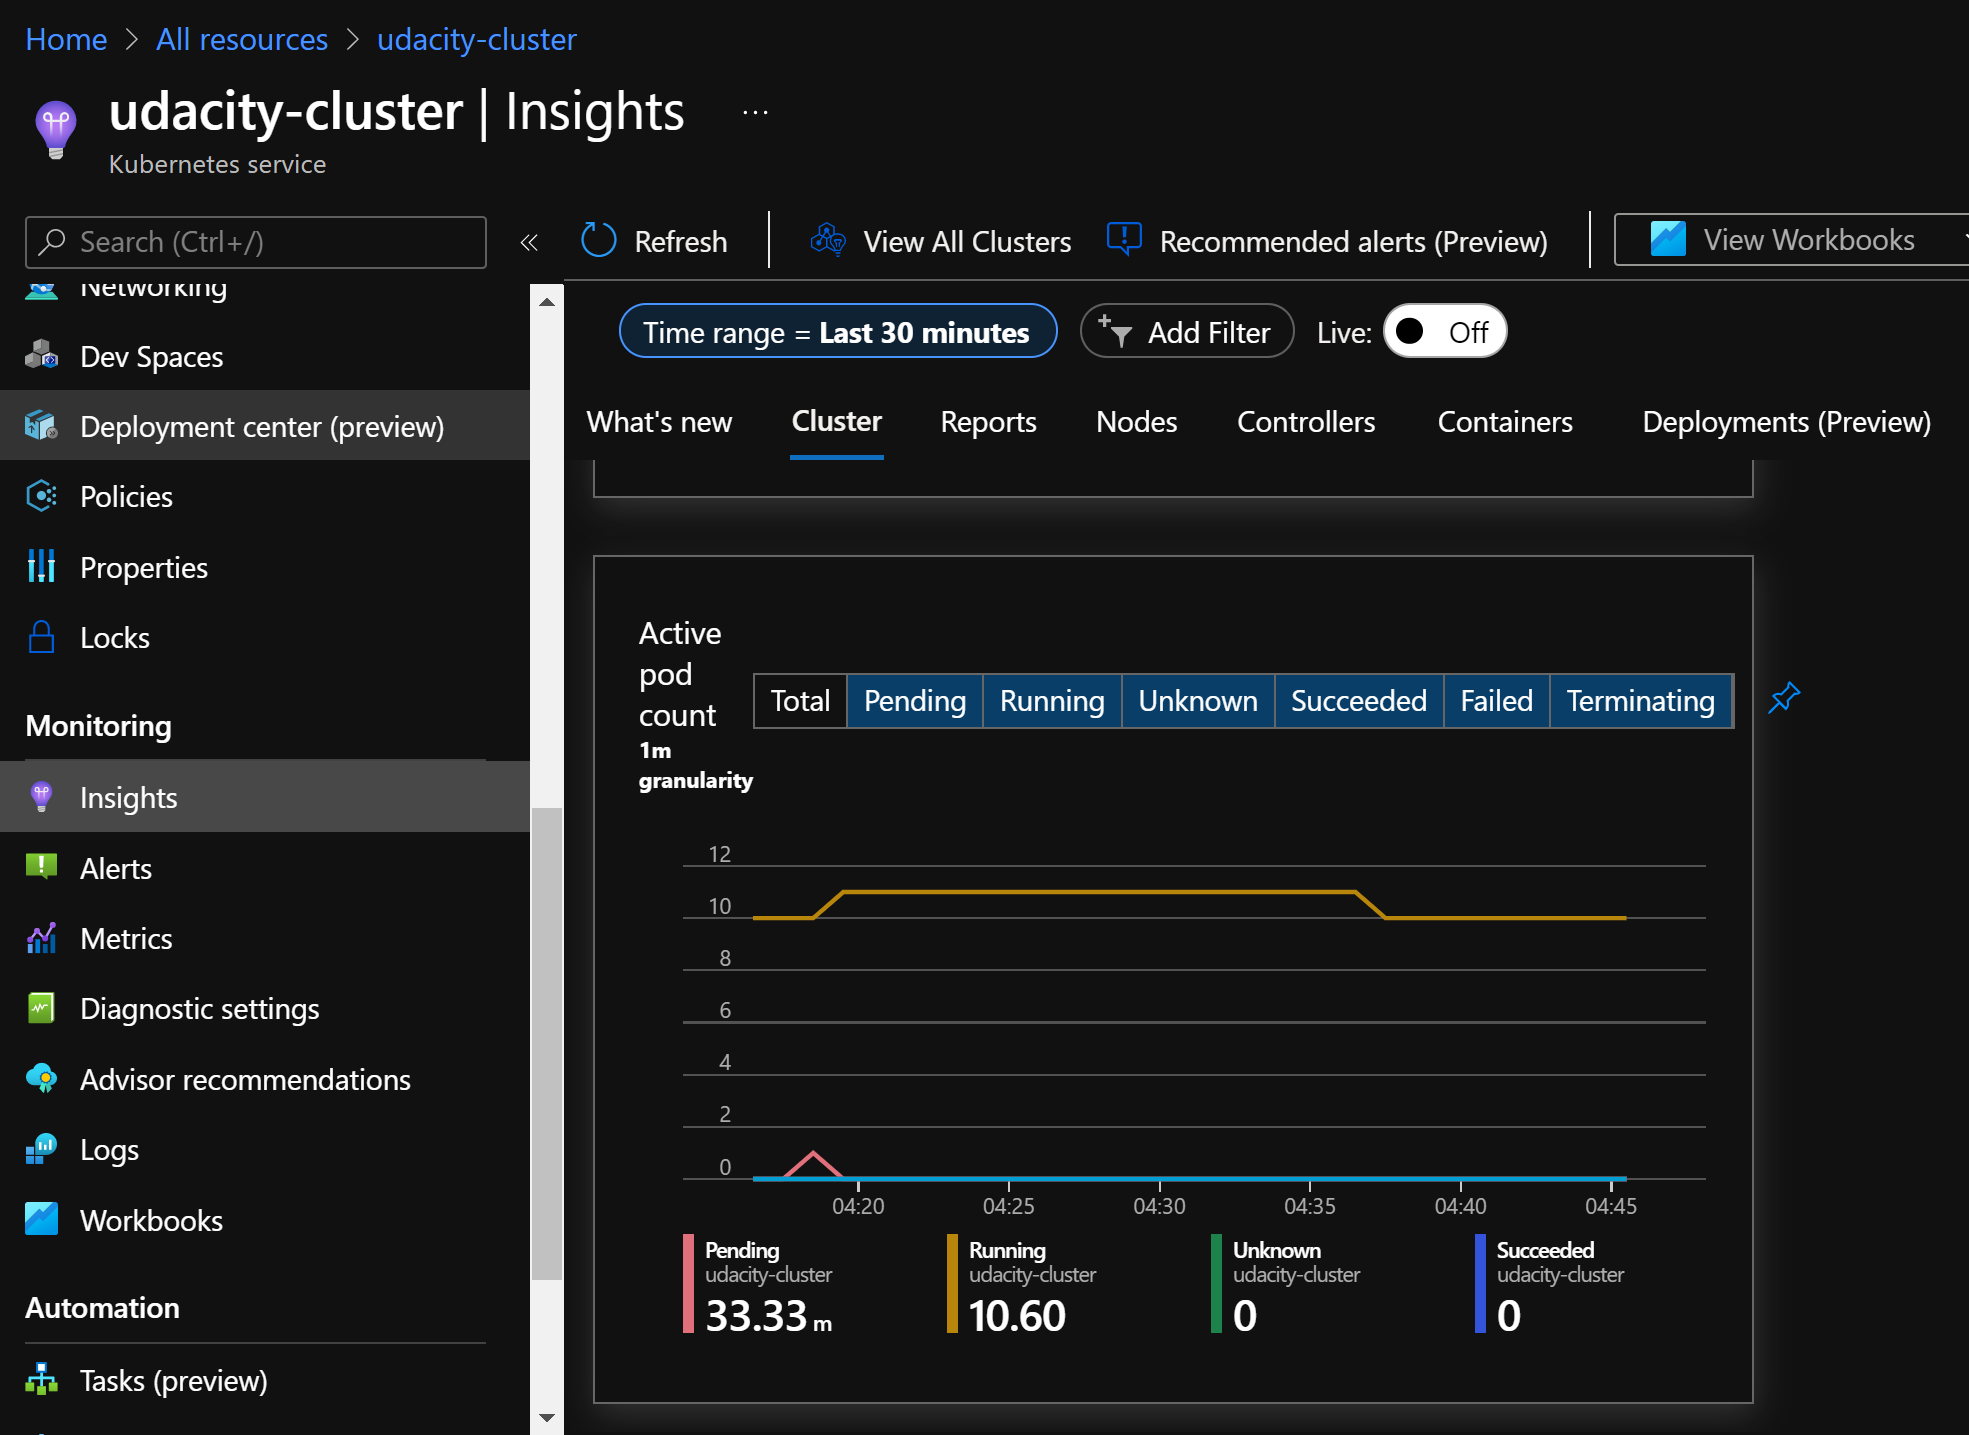 Home > All resources > udacity-cluster
udacity-cluster | Insights ...
Kubernetes service
Search (Ctrl+/)
«
Networking
Dev Spaces
Deployment center (preview)
Policies
Properties
Locks
Monitoring
Insights
Alerts
Metrics
Diagnostic settings
Advisor recommendations
Logs
Workbooks
Automation
Tasks (preview)
Refresh
View All Clusters
Recommended alerts (Preview)
View Workbooks
Time range = Last 30 minutes
Add Filter
Live: Off
What's new
Cluster
Reports
Nodes
Controllers
Containers
Deployments (Preview)
Active
pod
count
1m
granularity
Total Pending Running Unknown Succeeded Failed Terminating
12
10
8
6
4
2
0
04:20 04:25 04:30 04:35 04:40 04:45
Pending
udacity-cluster
33.33 m
Running
udacity-cluster
10.60
Unknown
udacity-cluster
0
Succeeded
udacity-cluster
0